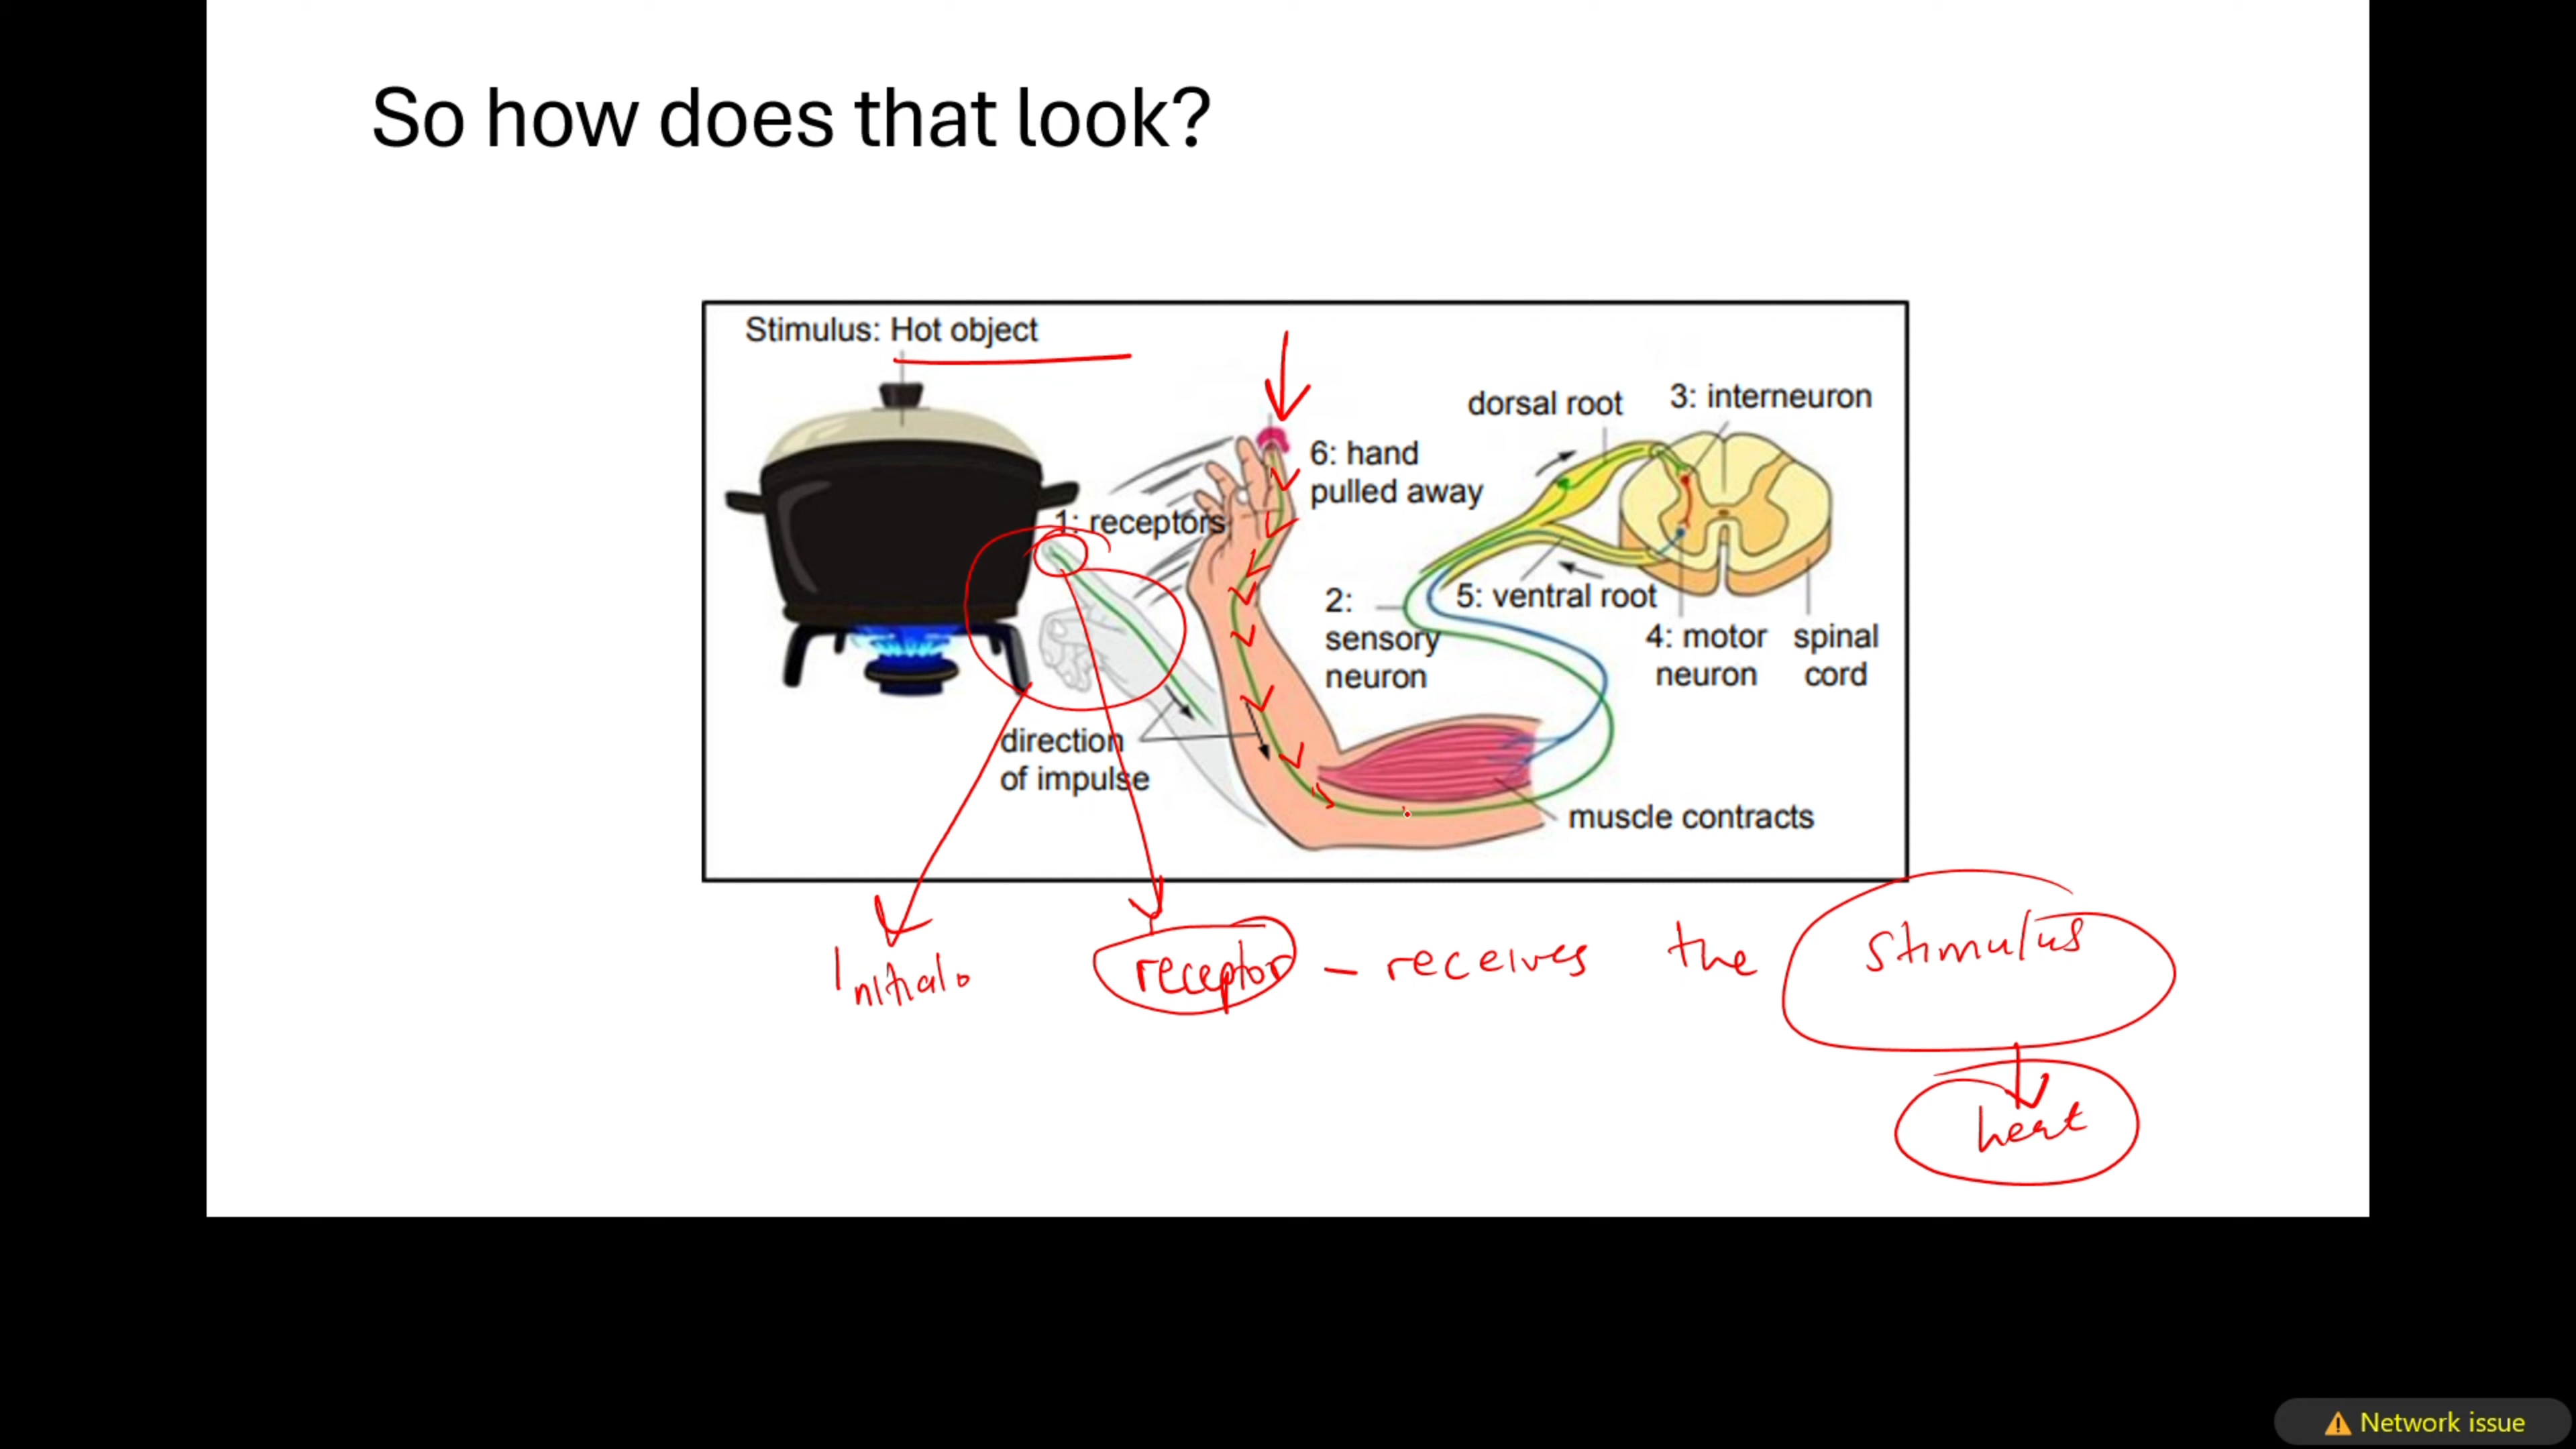 So how does that look?
Stimulus: Hot object
dorsal root
3: interneuron
6: hand
pulled away
1: receptors
2:
sensory
neuron
5: ventral root
4: motor
neuron
spinal
cord
direction
of impulse
muscle contracts
Initial.
receptor – receives the stimulus
heat
Network issue